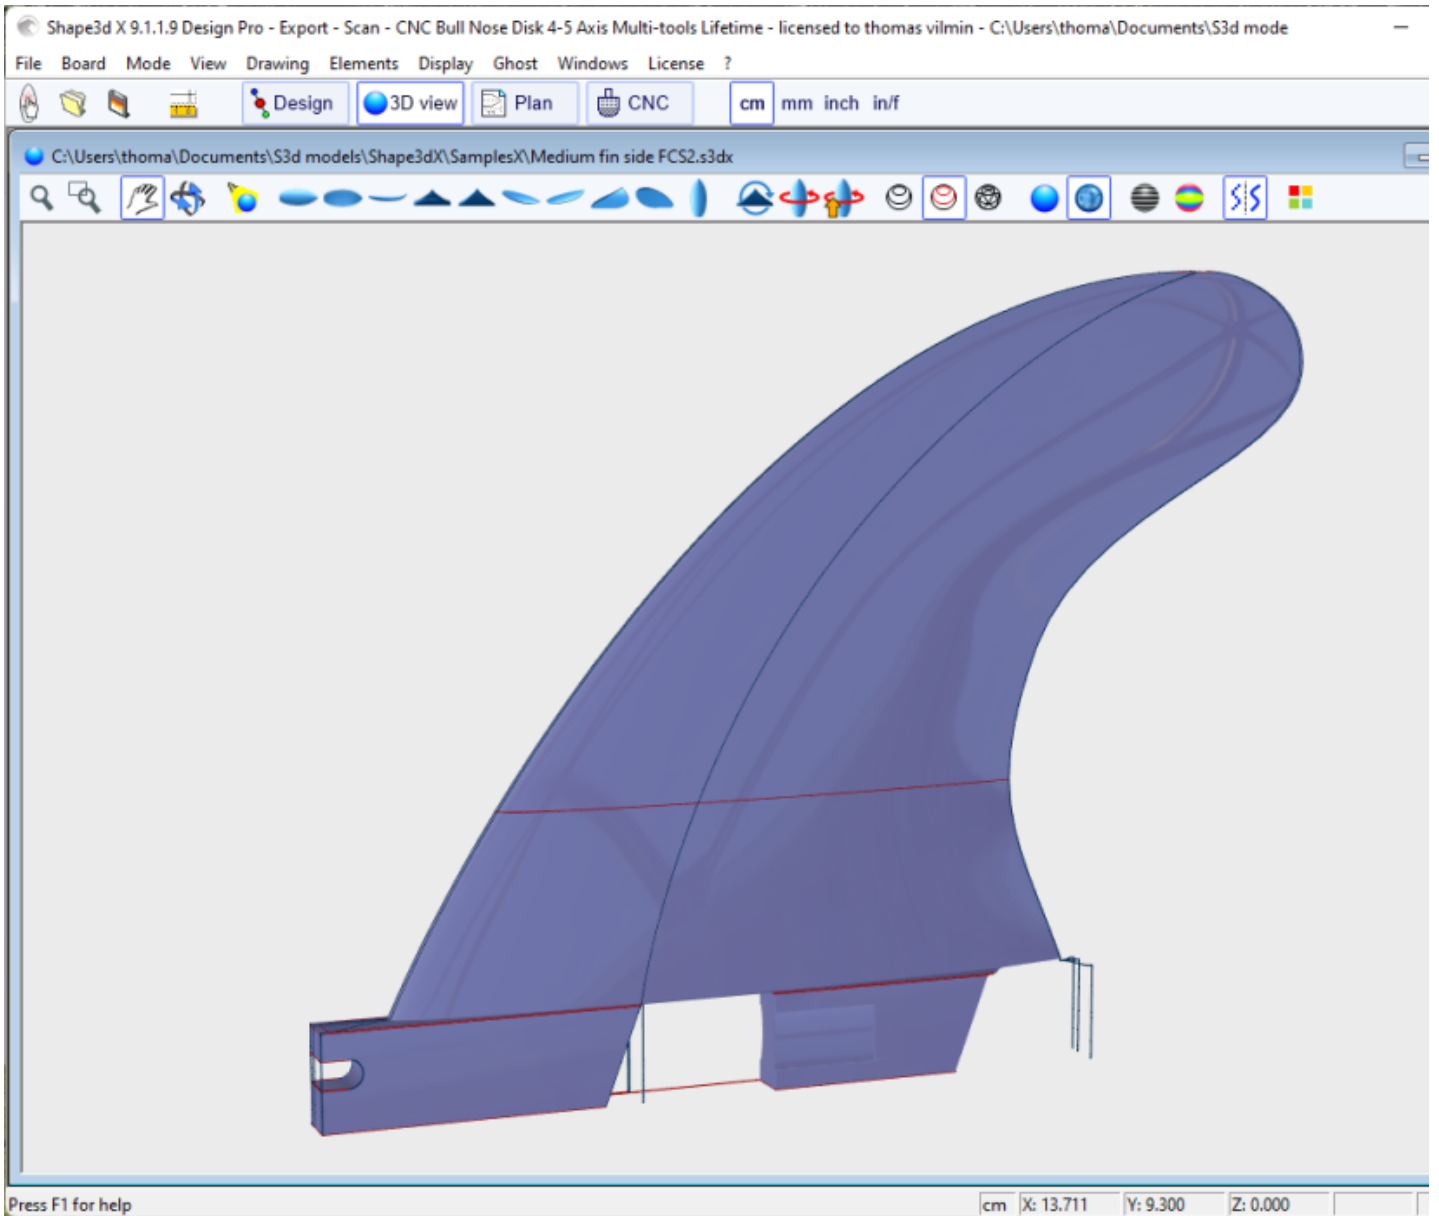 Shape3d X 9.1.1.9 Design Pro - Export - Scan - CNC Bull Nose Disk 4-5 Axis Multi-tools Lifetime - licensed to thomas vilmin - C:\Users\thoma\Documents\S3d mode
File Board Mode View Drawing Elements Display Ghost Windows License ?
Design 3D view Plan CNC cm mm inch in/f
C:\Users\thoma\Documents\S3d models\Shape3dX\SamplesX\Medium fin side FCS2.s3dx
Press F1 for help cm X: 13.711 Y: 9.300 Z: 0.000